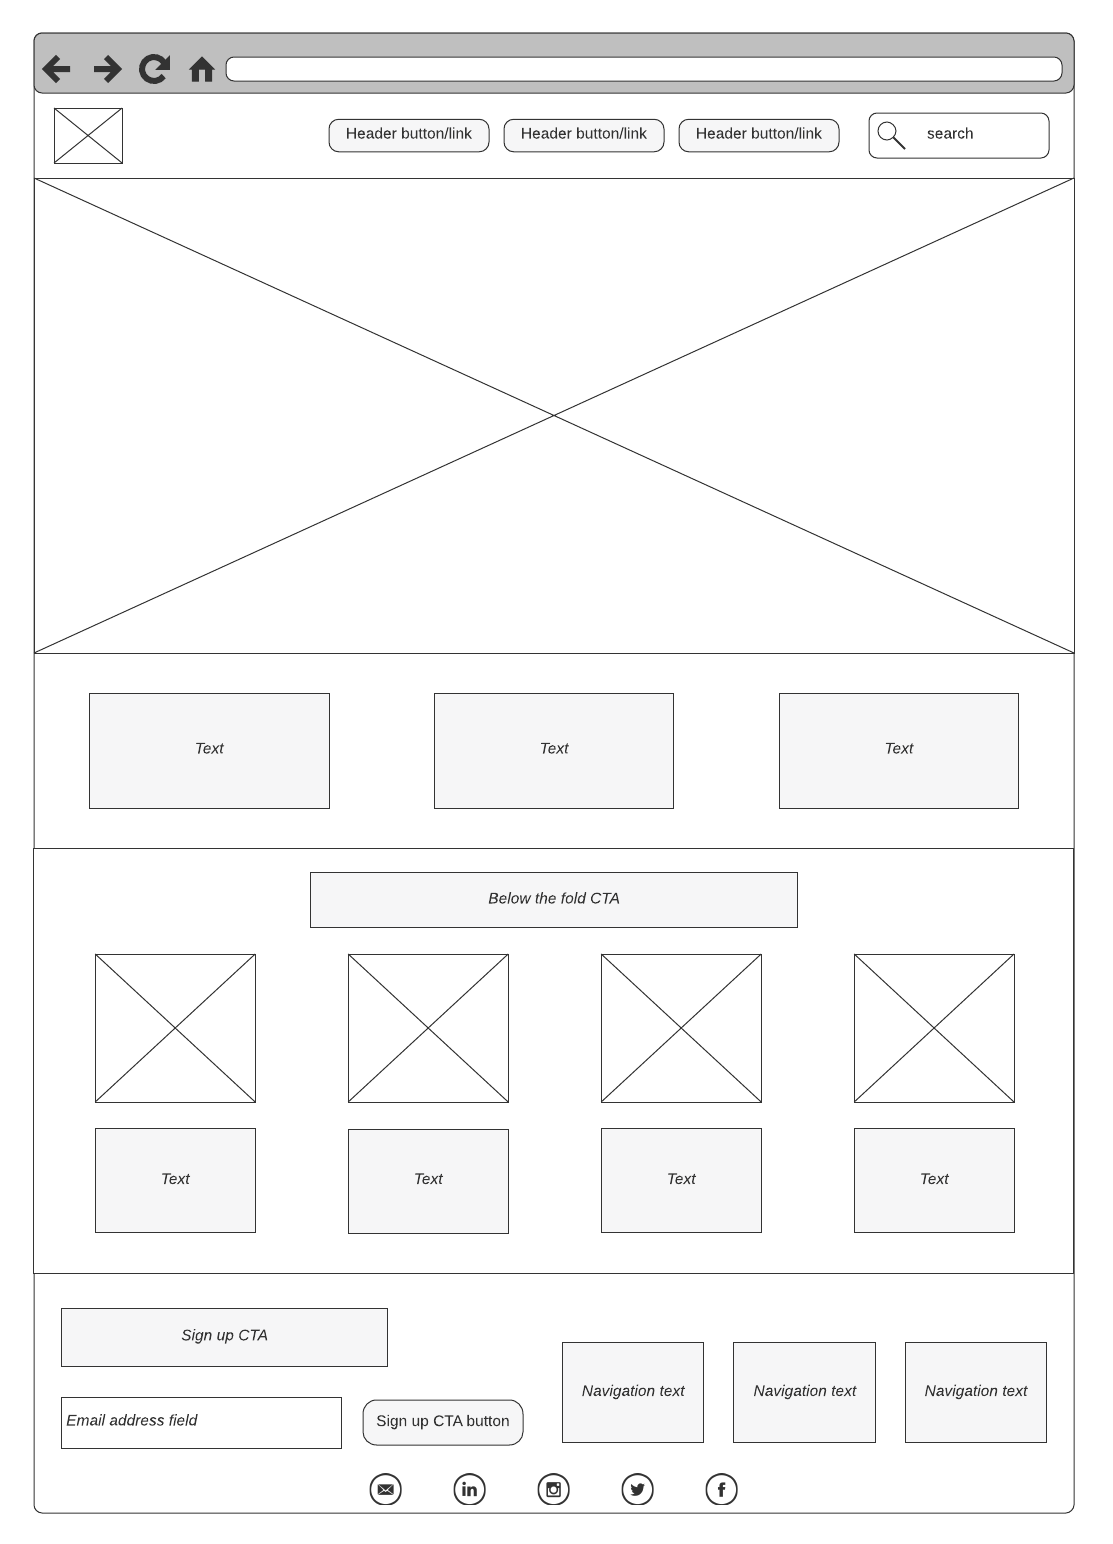 Header button/link
Header button/link
Header button/link
search
Text
Text
Text
Below the fold CTA
Text
Text
Text
Text
Sign up CTA
Email address field
Sign up CTA button
Navigation text
Navigation text
Navigation text
in
f